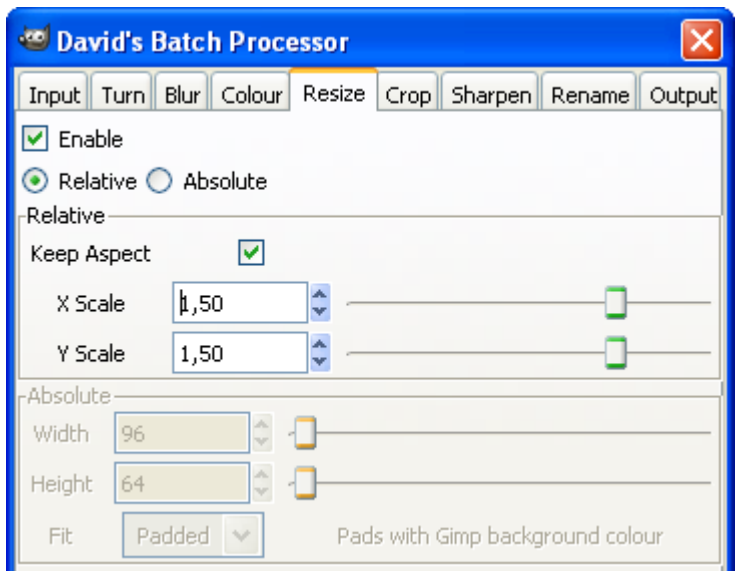 David's Batch Processor
Input Turn Blur Colour Resize Crop Sharpen Rename Output
Enable
Relative Absolute
Relative
Keep Aspect
X Scale 1,50
Y Scale 1,50
Absolute
Width 96
Height 64
Fit Padded Pads with Gimp background colour